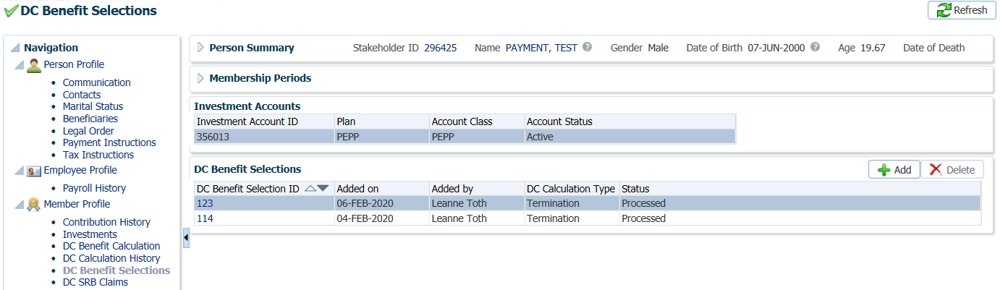 DC Benefit Selections
Refresh
Navigation
Person Profile
Communication
Contacts
Marital Status
Beneficiaries
Legal Order
Payment Instructions
Tax Instructions
Employee Profile
Payroll History
Member Profile
Contribution History
Investments
DC Benefit Calculation
DC Calculation History
DC Benefit Selections
DC SRB Claims
Person Summary Stakeholder ID 296425 Name PAYMENT, TEST Gender Male Date of Birth 07-JUN-2000 Age 19.67 Date of Death
Membership Periods
Investment Accounts
Investment Account ID Plan Account Class Account Status
356013 PEPP PEPP Active
DC Benefit Selections Add Delete
DC Benefit Selection ID Added on Added by DC Calculation Type Status
123 06-FEB-2020 Leanne Toth Termination Processed
114 04-FEB-2020 Leanne Toth Termination Processed